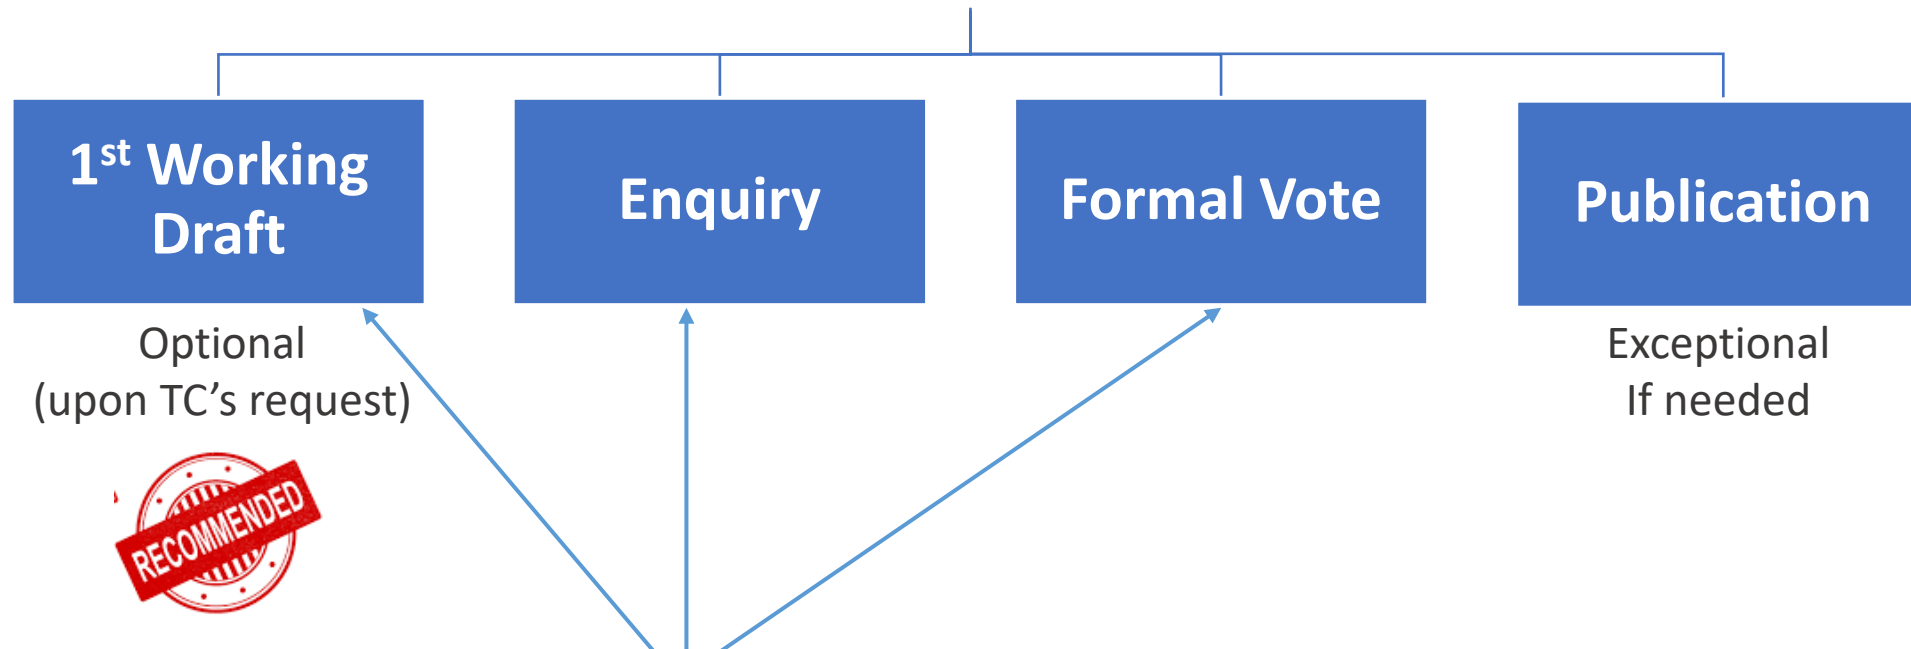 1st Working
Draft
Enquiry
Formal Vote
Publication
Optional
(upon TC’s request)
Exceptional
If needed
RECOMMENDED